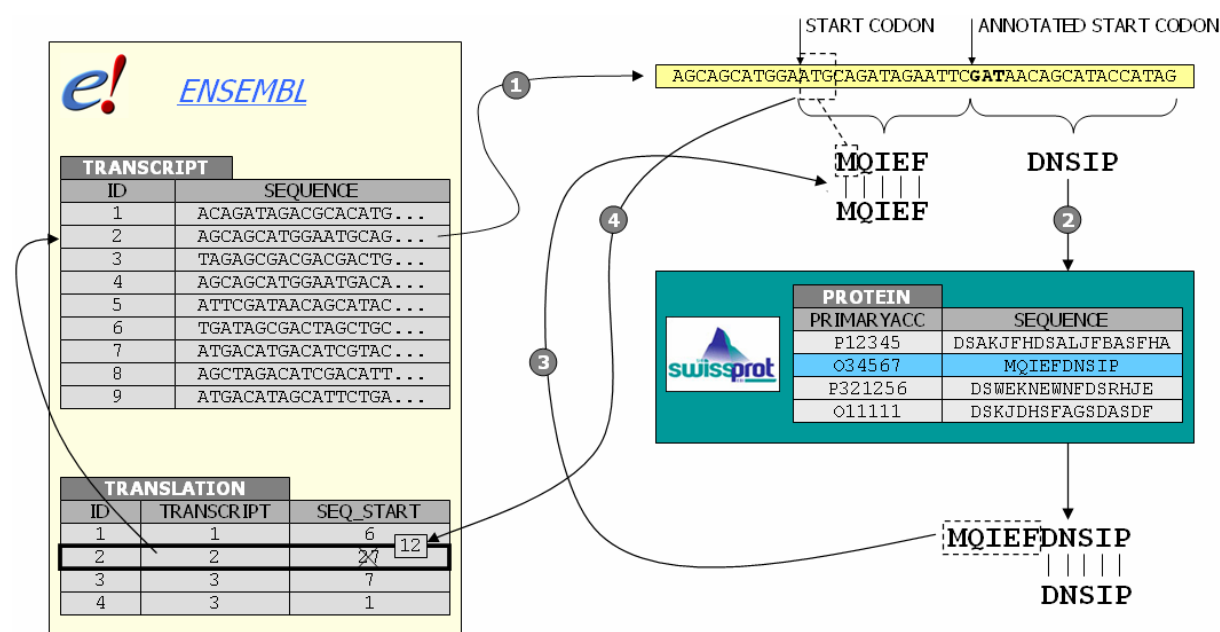 START CODON
ANNOTATED START CODON
e!
ENSEMBL
1
AGCAGCATGGAATGCAGATAGAATTCGATAACAGCATACCATAG
MQIEF
DNSIP
MQIEF
TRANSCRIPT
ID SEQUENCE
1 ACAGATAGACGCACATG...
2 AGCAGCATGGAATGCAG...
3 TAGAGCGACGACGACTG...
4 AGCAGCATGGAATGACA...
5 ATTCGATAACAGCATAC...
6 TGATAGCGACTAGCTGC...
7 ATGACATGACATCGTAC...
8 AGCTAGACATCGACATT...
9 ATGACATAGCATTCTGA...
4
2
3
swissprot
PROTEIN
PRIMARYACC SEQUENCE
P12345 DSAKJFHDSALJFBASFHA
O34567 MQIEFDNSIP
P321256 DSWEKNEWNFDSRHJE
O11111 DSKJDHSFAGSDASDF
TRANSLATION
ID TRANSCRIPT SEQ_START
1 1 6
12
2 2 27
3 3 7
4 3 1
MQIEFDNSIP
DNSIP